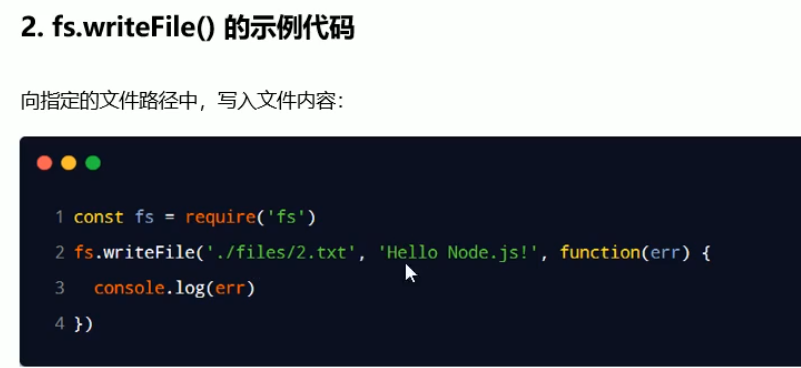 2. fs.writeFile() 的示例代码
向指定的文件路径中，写入文件内容：
1 const fs = require('fs')
2 fs.writeFile('./files/2.txt', 'Hello Node.js!', function(err) {
3   console.log(err)
4 })